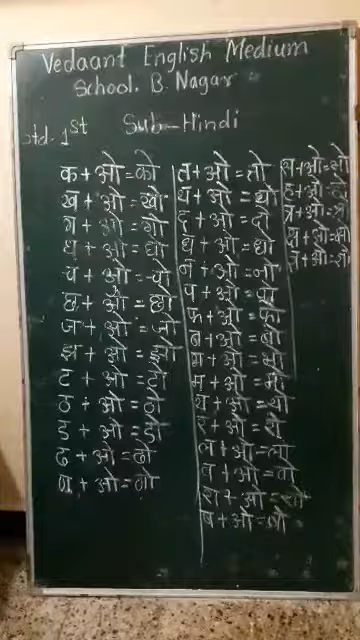 Vedaant English Medium
School. B. Nagar
Std. 1st Sub-Hindi
क + ओ = को
ख + ओ = खो
ग + ओ = गो
घ + ओ = घो
च + ओ = चो
छ + ओ = छो
ज + ओ = जो
झ + ओ = झो
ट + ओ = टो
ठ + ओ = ठो
ड + ओ = डो
ढ + ओ = ढो
ण + ओ = णो
त + ओ = तो
थ + ओ = थो
द + ओ = दो
ध + ओ = धो
न + ओ = नो
प + ओ = पो
फ + ओ = फो
ब + ओ = बो
भ + ओ = भो
म + ओ = मो
य + ओ = यो
र + ओ = रो
ल + ओ = लो
व + ओ = वो
श + ओ = शो
ष + ओ = षो
स + ओ = सो
ह + ओ = हो
त्र + ओ = त्रो
क्ष + ओ = क्षो
ज्ञ + ओ = ज्ञो